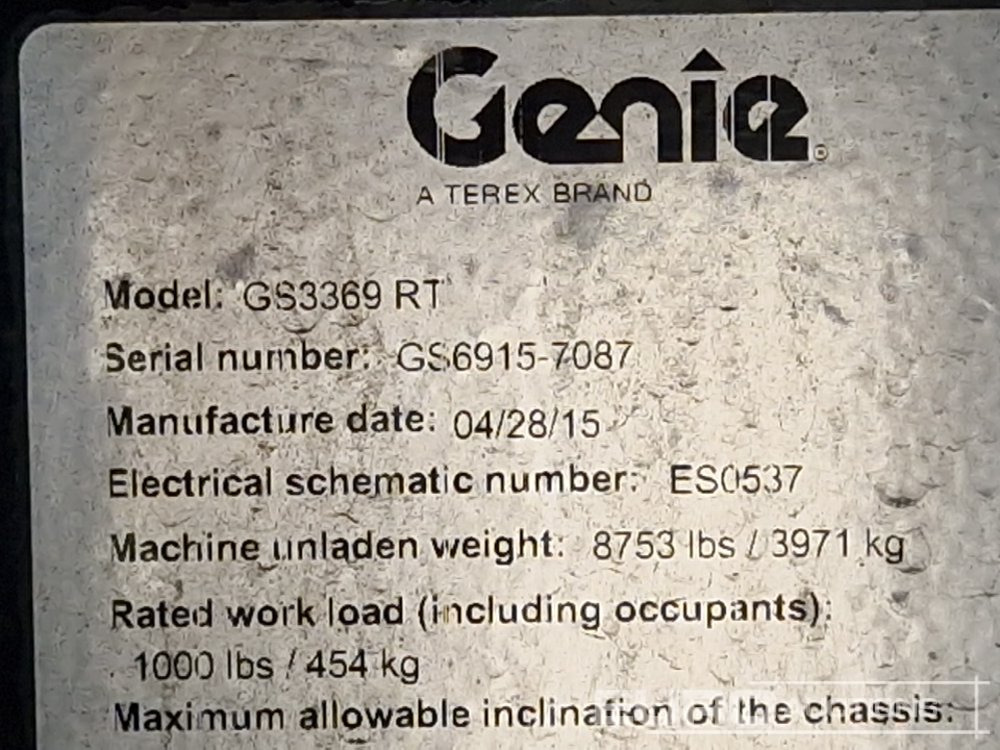 Genie®
A TEREX BRAND
Model: GS3369 RT
Serial number: GS6915-7087
Manufacture date: 04/28/15
Electrical schematic number: ES0537
Machine unladen weight: 8753 lbs / 3971 kg
Rated work load (including occupants):
1000 lbs / 454 kg
Maximum allowable inclination of the chassis: